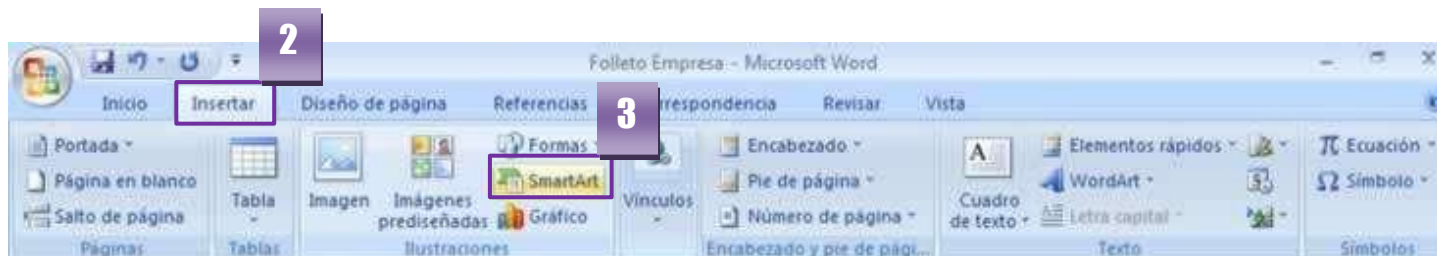 2
Folleto Empresa - Microsoft Word
Inicio Insertar Diseño de página Referencias 3 rrespondencia Revisar Vista
Portada Formas Encabezado Elementos rápidos Ecuación
Página en blanco SmartArt Pie de página WordArt Símbolo
Salto de página Tabla Imagen Imágenes prediseñadas Gráfico Vínculos Número de página Cuadro de texto Letra capital
Páginas Tablas Ilustraciones Encabezado y pie de pági... Texto Símbolos